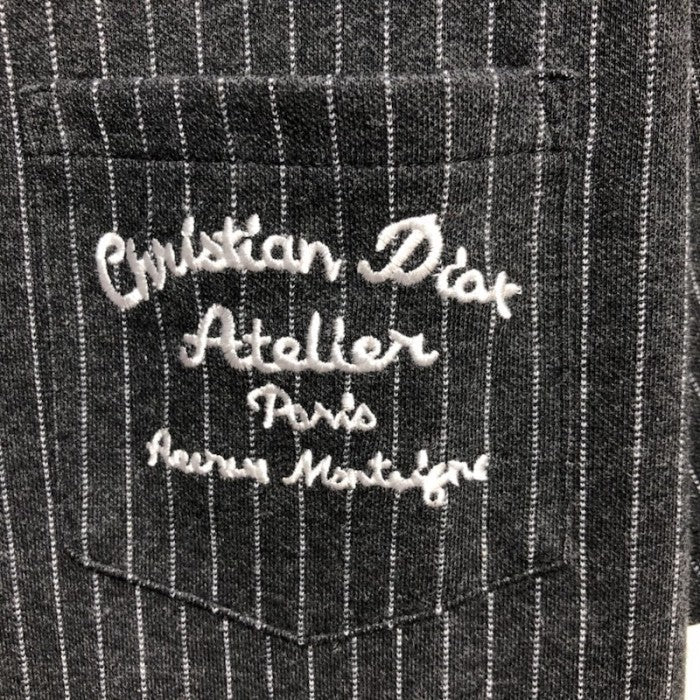 Christian Dior
Atelier
Paris
Avenue Montaigne